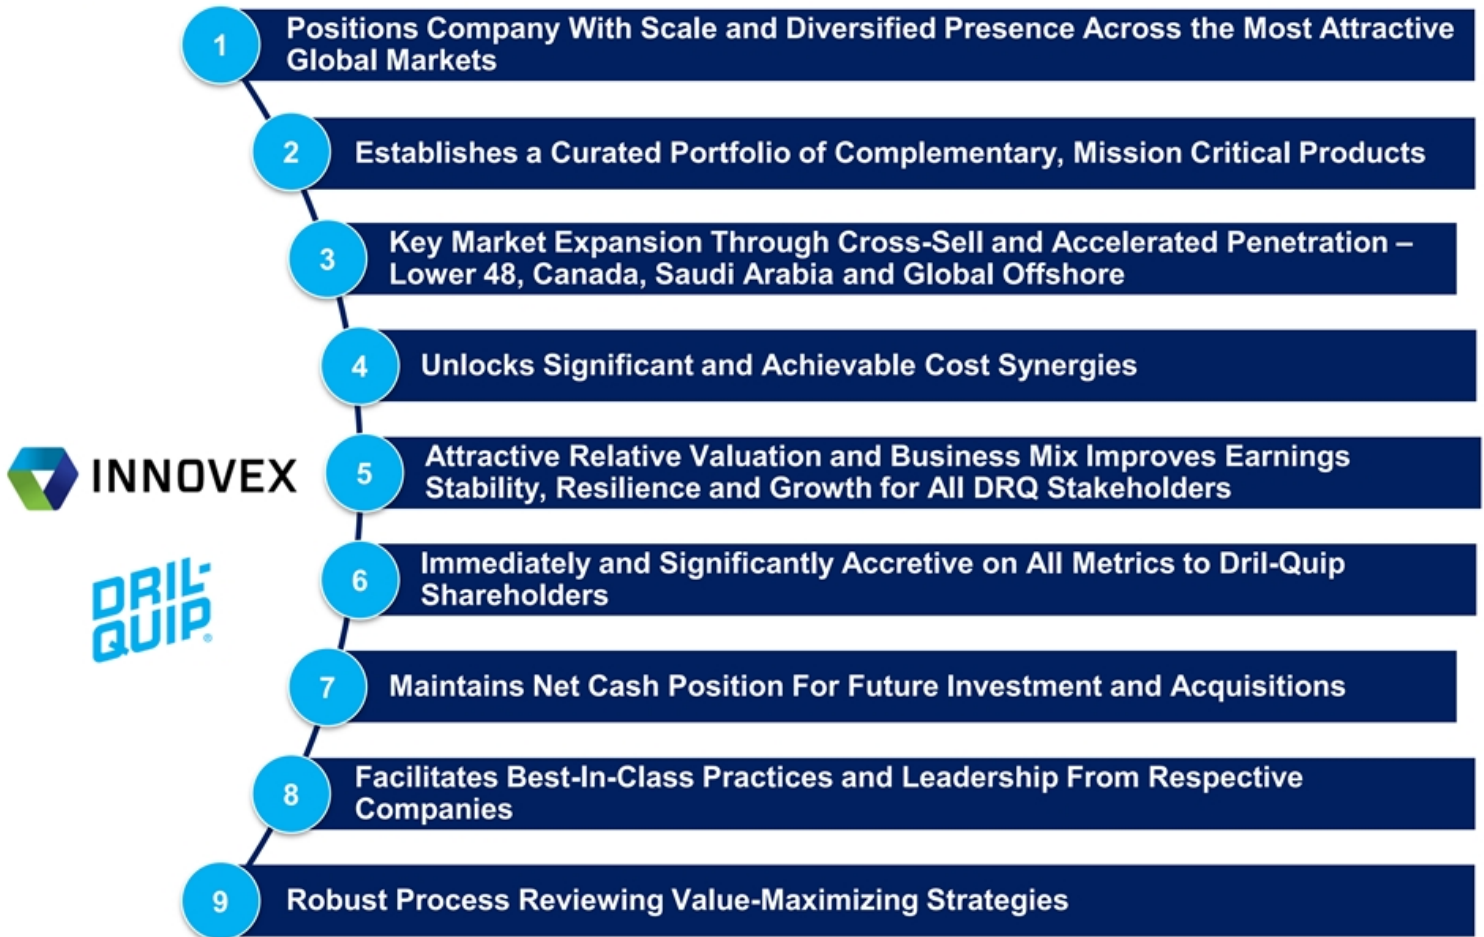 1
Positions Company With Scale and Diversified Presence Across the Most Attractive
Global Markets
2
Establishes a Curated Portfolio of Complementary, Mission Critical Products
3
Key Market Expansion Through Cross-Sell and Accelerated Penetration –
Lower 48, Canada, Saudi Arabia and Global Offshore
4
Unlocks Significant and Achievable Cost Synergies
INNOVEX
5
Attractive Relative Valuation and Business Mix Improves Earnings
Stability, Resilience and Growth for All DRQ Stakeholders
DRIL-
QUIP®
6
Immediately and Significantly Accretive on All Metrics to Dril-Quip
Shareholders
7
Maintains Net Cash Position For Future Investment and Acquisitions
8
Facilitates Best-In-Class Practices and Leadership From Respective
Companies
9
Robust Process Reviewing Value-Maximizing Strategies